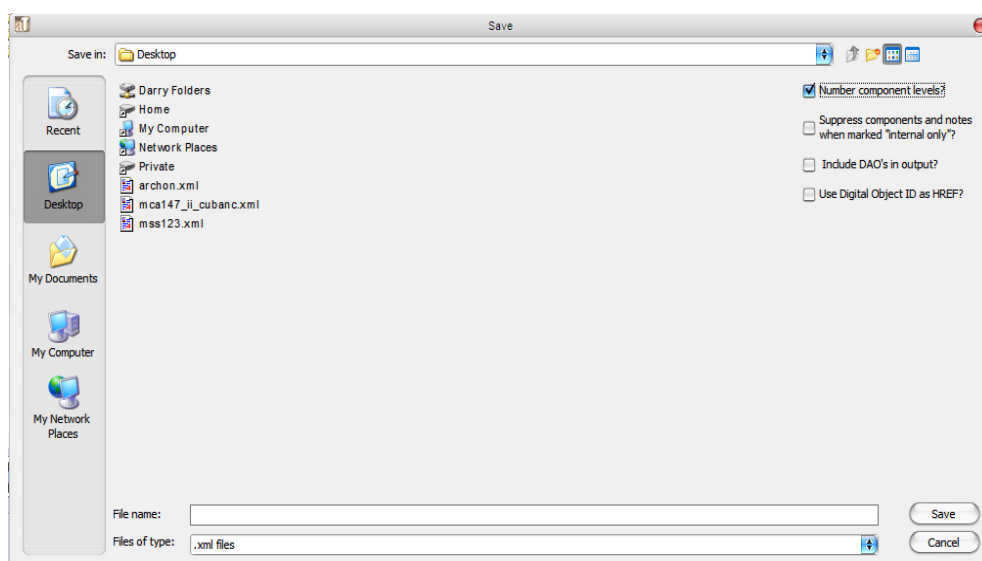 Save
Save in:
Desktop
Recent
Desktop
My Documents
My Computer
My Network
Places
Darry Folders
Home
My Computer
Network Places
Private
archon.xml
mca147_ii_cubanc.xml
mss123.xml
Number component levels?
Suppress components and notes
when marked "internal only"?
Include DAO's in output?
Use Digital Object ID as HREF?
File name:
Save
Files of type:
.xml files
Cancel